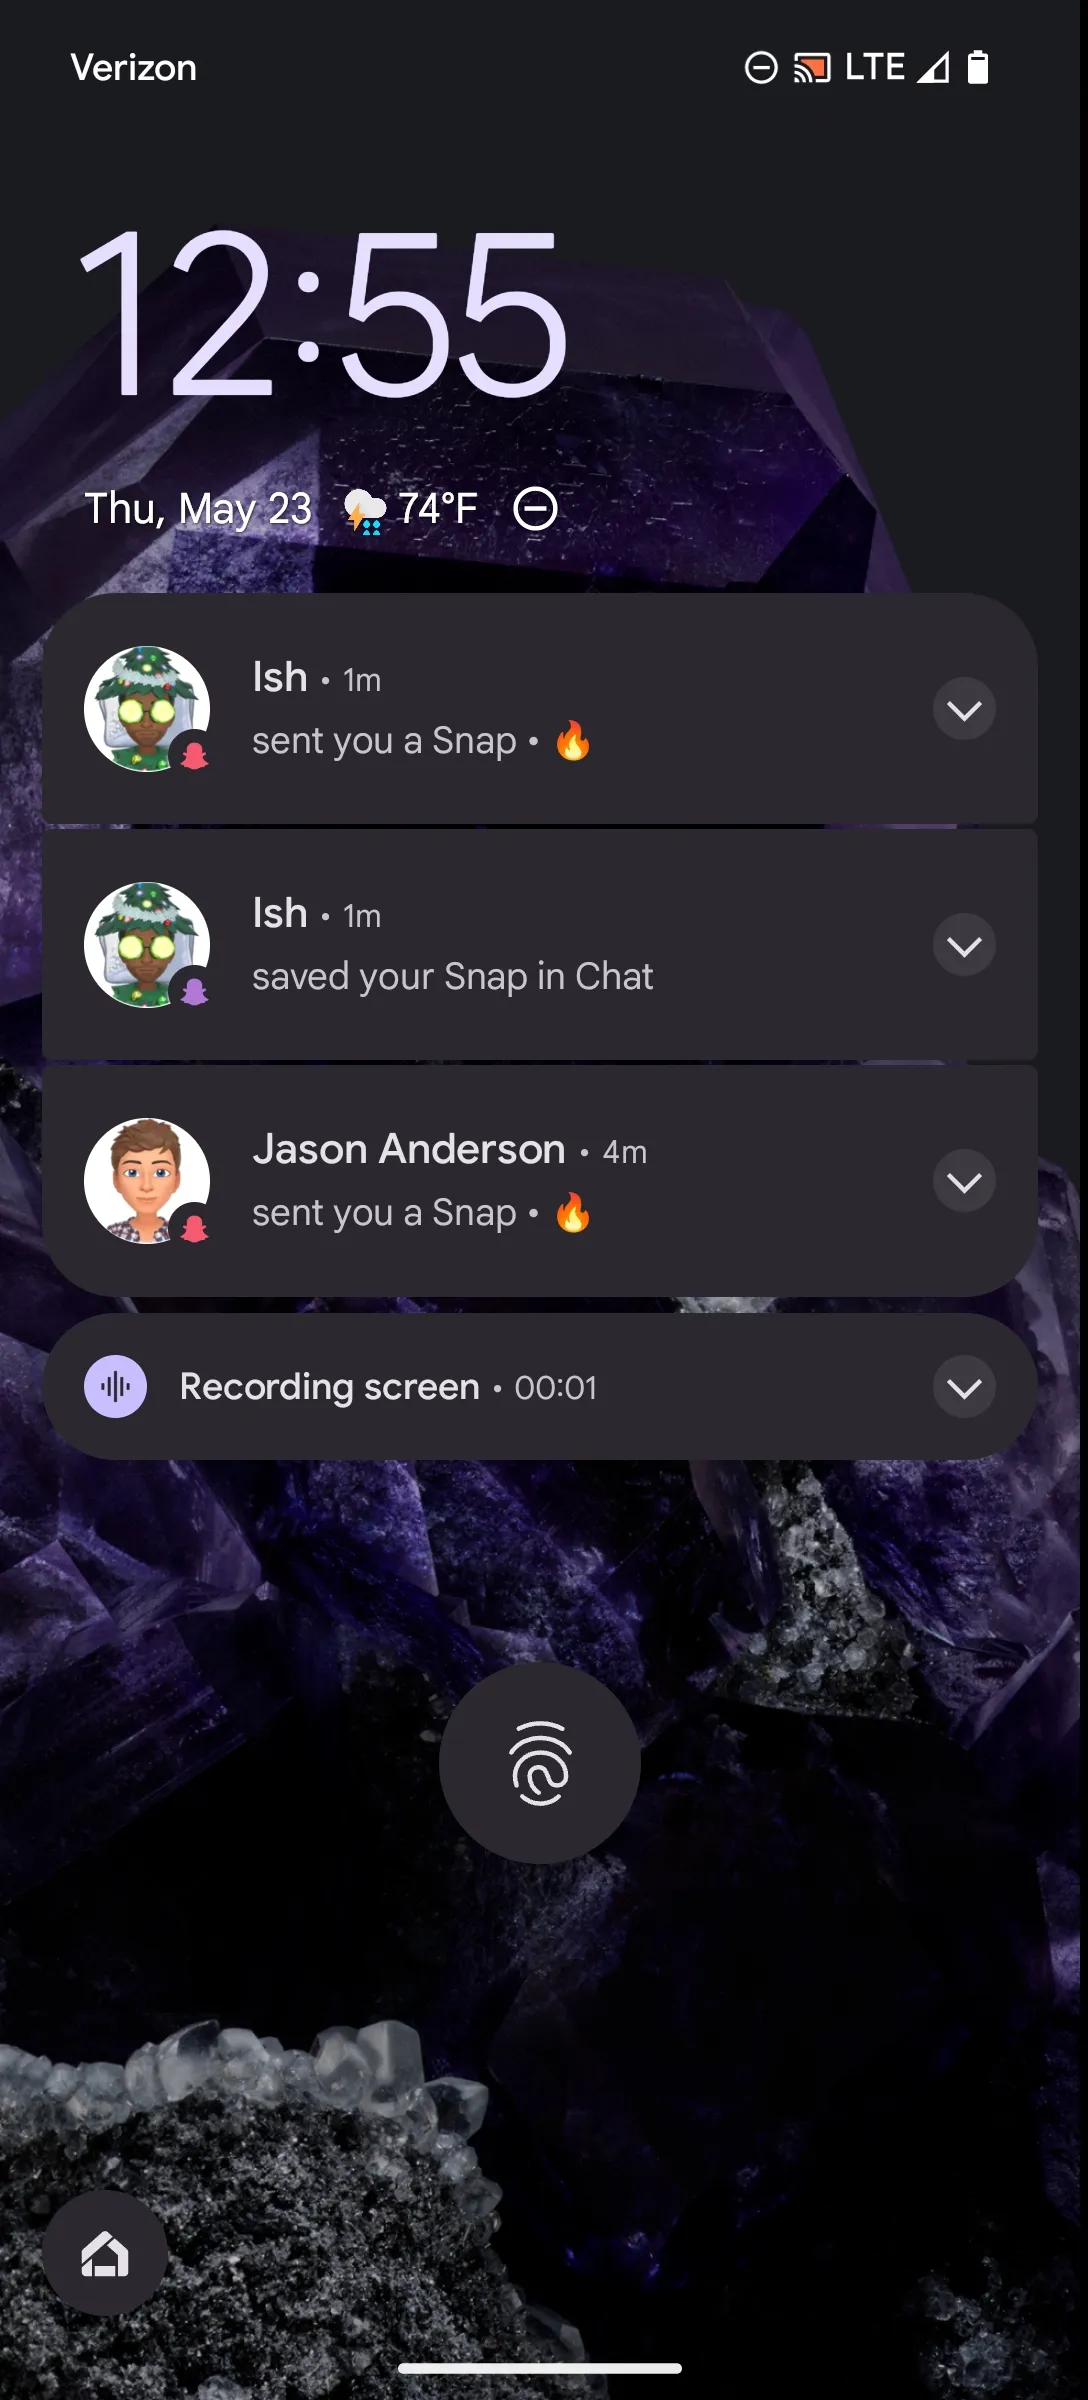 Verizon LTE
12:55
Thu, May 23 74°F
Ish • 1m
sent you a Snap • 🔥
Ish • 1m
saved your Snap in Chat
Jason Anderson • 4m
sent you a Snap • 🔥
Recording screen • 00:01